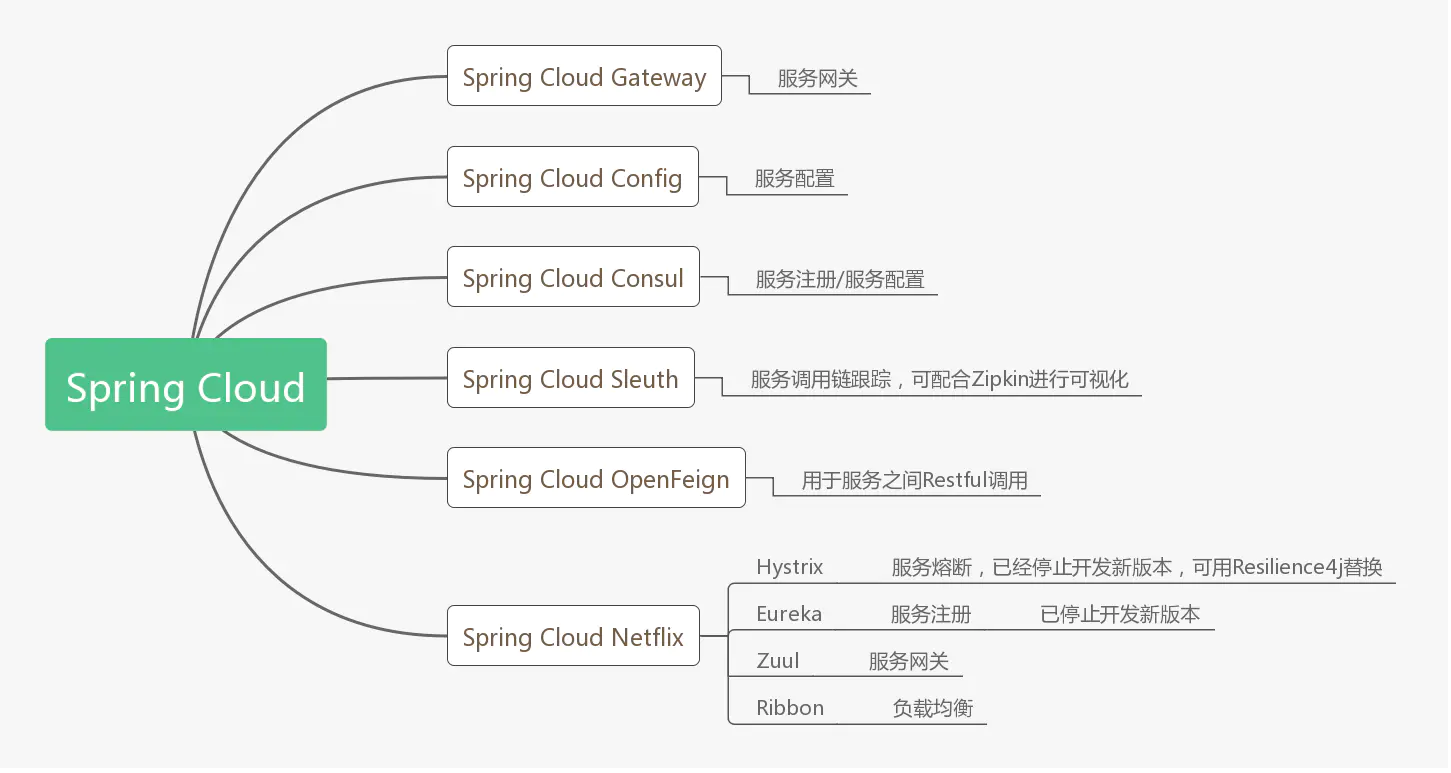 Spring Cloud
Spring Cloud Gateway 服务网关
Spring Cloud Config 服务配置
Spring Cloud Consul 服务注册/服务配置
Spring Cloud Sleuth 服务调用链跟踪，可配合Zipkin进行可视化
Spring Cloud OpenFeign 用于服务之间Restful调用
Spring Cloud Netflix
Hystrix 服务熔断，已经停止开发新版本，可用Resilience4j替换
Eureka 服务注册 已停止开发新版本
Zuul 服务网关
Ribbon 负载均衡